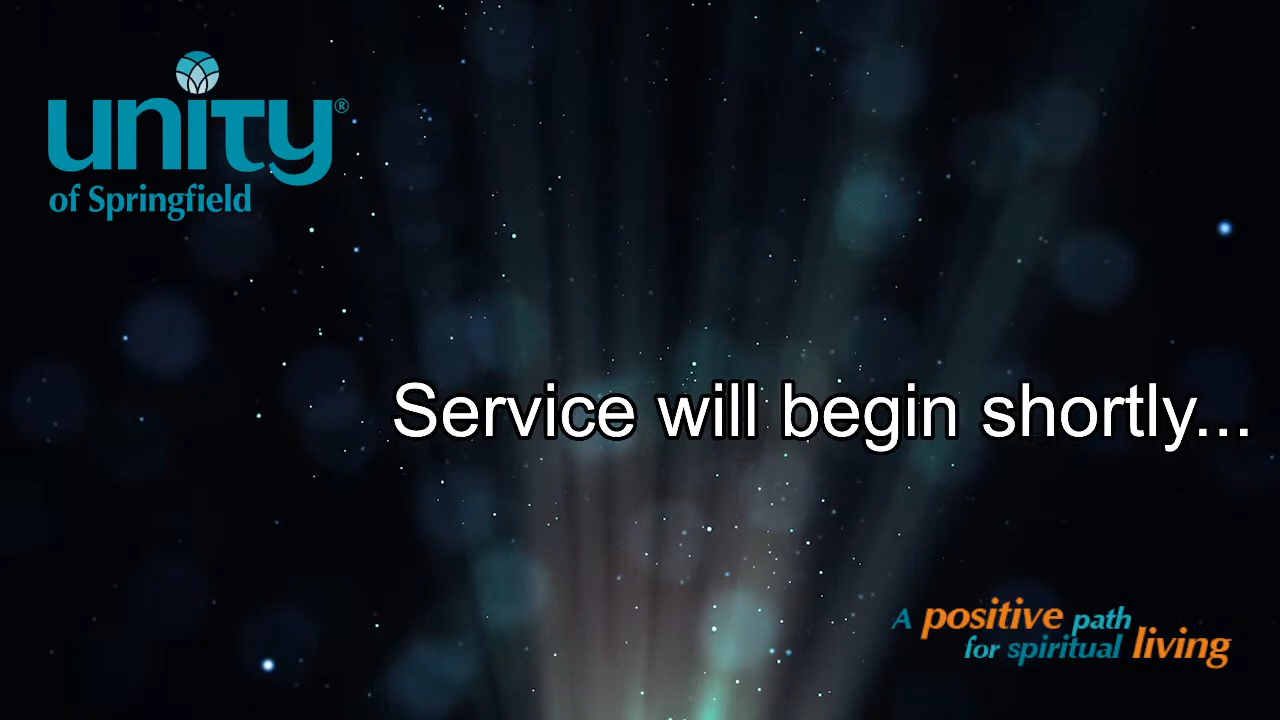 unity®
of Springfield
Service will begin shortly...
A positive path
for spiritual living